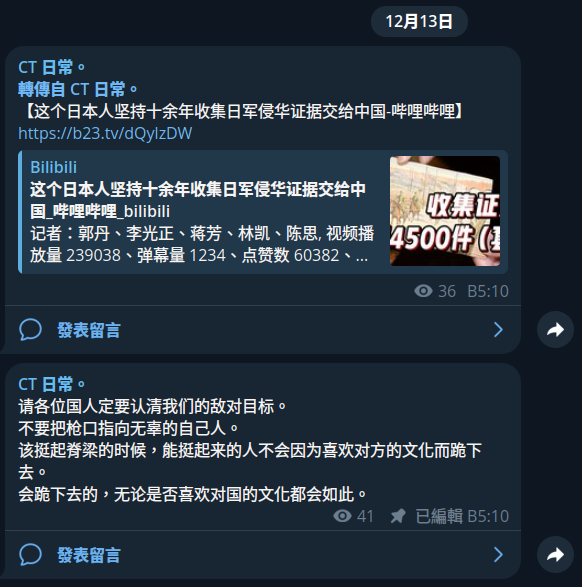 12月13日
CT 日常。
轉傳自 CT 日常。
【这个日本人坚持十余年收集日军侵华证据交给中国-哔哩哔哩】
https://b23.tv/dQylzDW
Bilibili
这个日本人坚持十余年收集日军侵华证据交给中
国_哔哩哔哩_bilibili
记者：郭丹、李光正、蒋芳、林凯、陈思, 视频播
放量 239038、弹幕量 1234、点赞数 60382、...
收集证
4500件
36 B5:10
發表留言
CT 日常。
请各位国人定要认清我们的敌对目标。
不要把枪口指向无辜的自己人。
该挺起脊梁的时候，能挺起来的人不会因为喜欢对方的文化而跪下
去。
会跪下去的，无论是否喜欢对国的文化都会如此。
41 已編輯 B5:10
發表留言